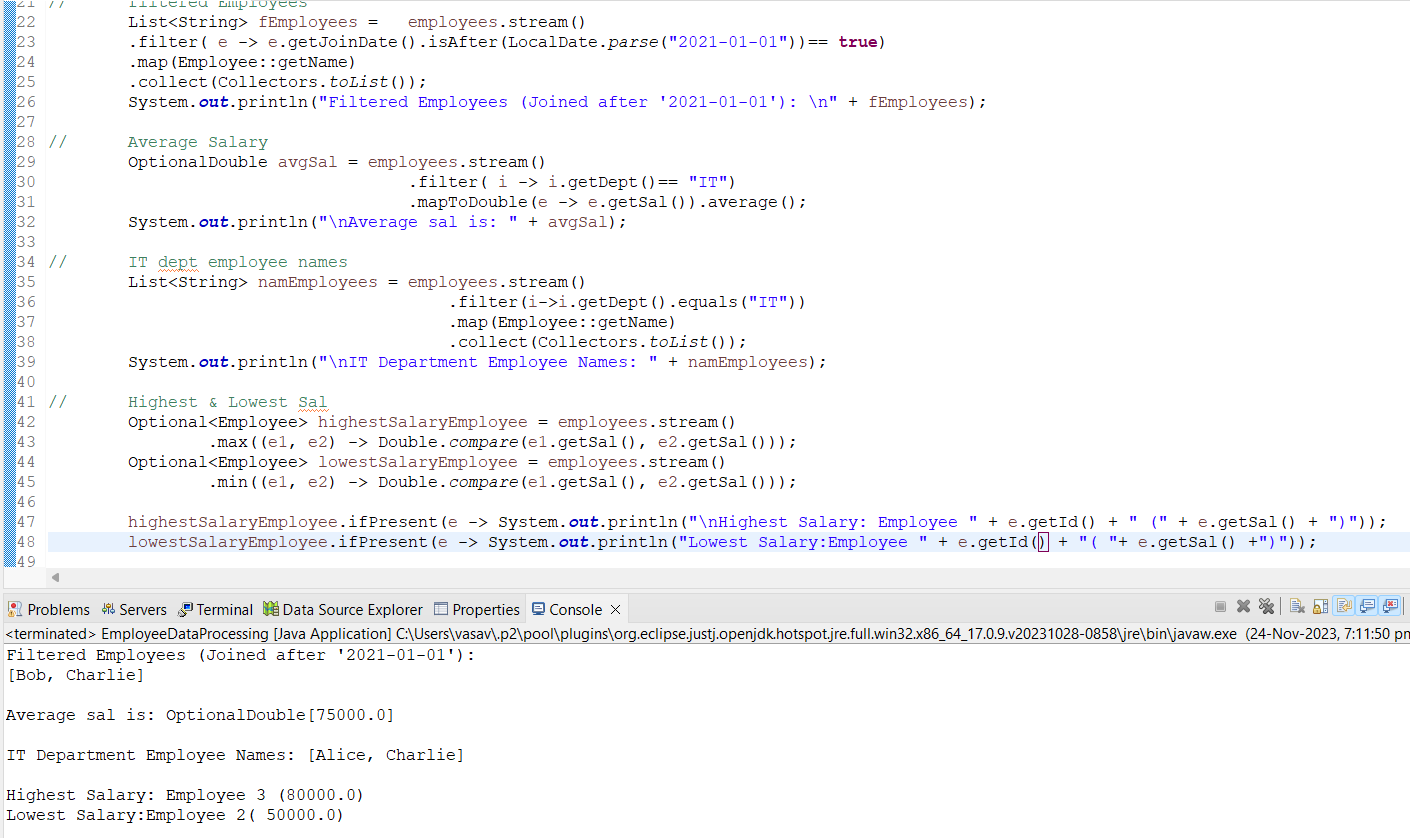 21 //      filtered Employees
22        List<String> fEmployees =   employees.stream()
23        .filter( e -> e.getJoinDate().isAfter(LocalDate.parse("2021-01-01"))== true)
24        .map(Employee::getName)
25        .collect(Collectors.toList());
26        System.out.println("Filtered Employees (Joined after '2021-01-01'): \n" + fEmployees);
27
28 //      Average Salary
29        OptionalDouble avgSal = employees.stream()
30                                    .filter( i -> i.getDept()== "IT")
31                                    .mapToDouble(e -> e.getSal()).average();
32        System.out.println("\nAverage sal is: " + avgSal);
33
34 //      IT dept employee names
35        List<String> namEmployees = employees.stream()
36                                        .filter(i->i.getDept().equals("IT"))
37                                        .map(Employee::getName)
38                                        .collect(Collectors.toList());
39        System.out.println("\nIT Department Employee Names: " + namEmployees);
40
41 //      Highest & Lowest Sal
42        Optional<Employee> highestSalaryEmployee = employees.stream()
43                .max((e1, e2) -> Double.compare(e1.getSal(), e2.getSal()));
44        Optional<Employee> lowestSalaryEmployee = employees.stream()
45                .min((e1, e2) -> Double.compare(e1.getSal(), e2.getSal()));
46
47        highestSalaryEmployee.ifPresent(e -> System.out.println("\nHighest Salary: Employee " + e.getId() + " (" + e.getSal() + ")"));
48        lowestSalaryEmployee.ifPresent(e -> System.out.println("Lowest Salary:Employee " + e.getId() + "( "+ e.getSal() +")"));
49
Problems Servers Terminal Data Source Explorer Properties Console
<terminated> EmployeeDataProcessing [Java Application] C:\Users\vasav\.p2\pool\plugins\org.eclipse.justj.openjdk.hotspot.jre.full.win32.x86_64_17.0.9.v20231028-0858\jre\bin\javaw.exe (24-Nov-2023, 7:11:50 pm
Filtered Employees (Joined after '2021-01-01'):
[Bob, Charlie]
Average sal is: OptionalDouble[75000.0]
IT Department Employee Names: [Alice, Charlie]
Highest Salary: Employee 3 (80000.0)
Lowest Salary:Employee 2( 50000.0)